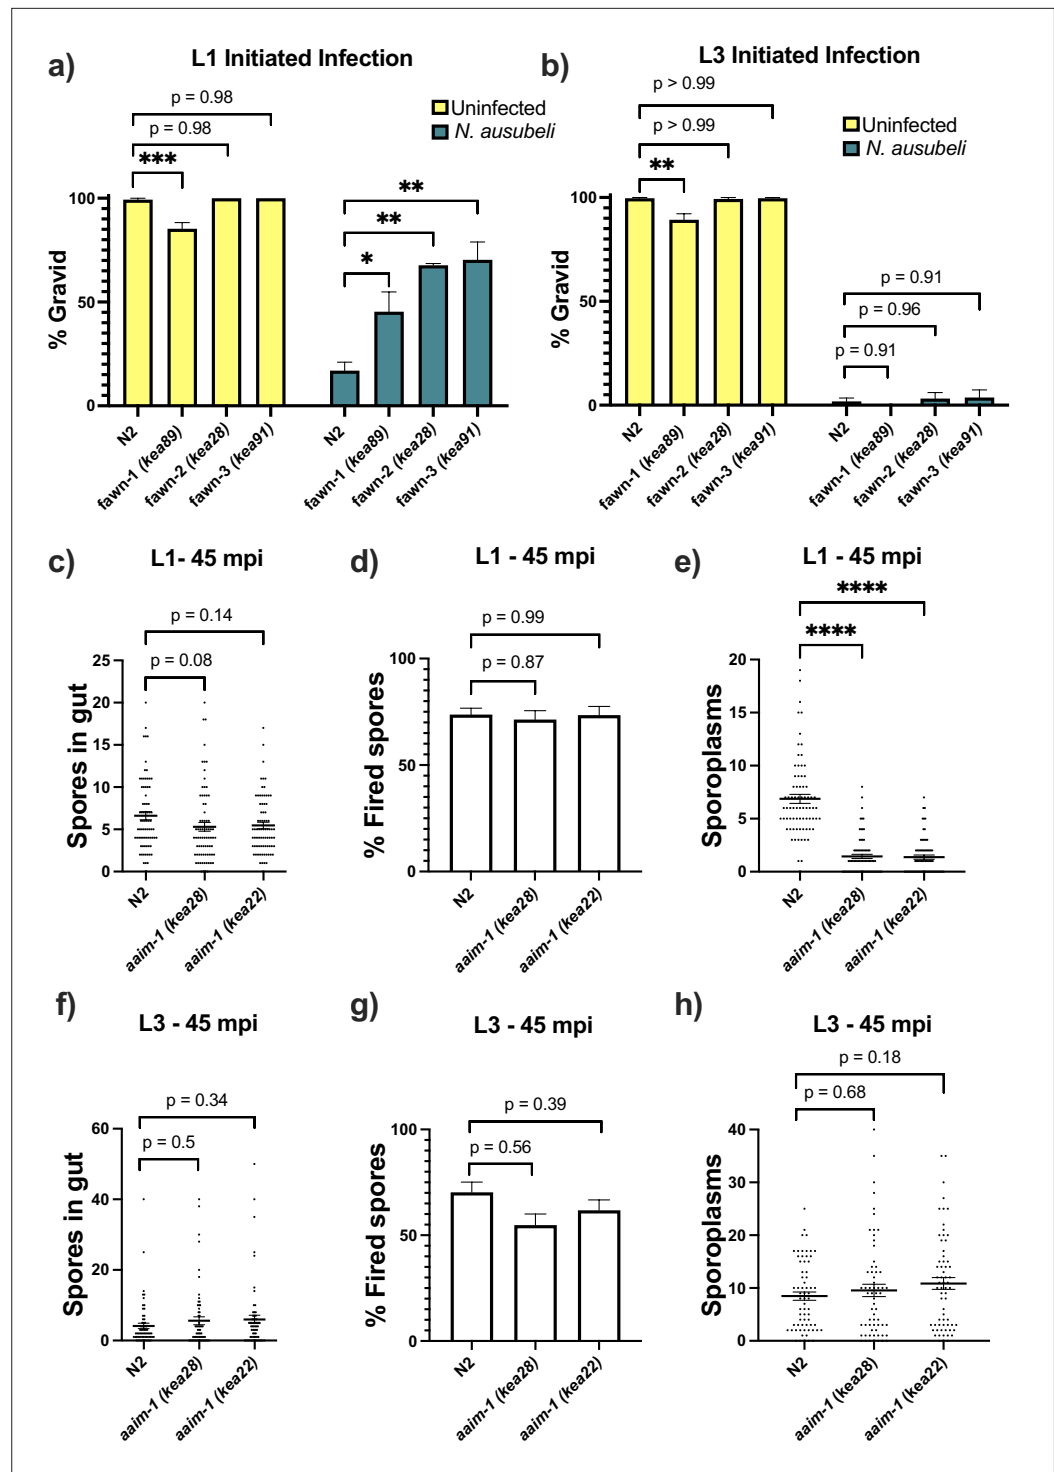 a)
L1 Initiated Infection
p = 0.98
p = 0.98
***
Uninfected
N. ausubeli
**
**
*
% Gravid
100
50
0
N2
fawn-1 (kea89)
fawn-2 (kea28)
fawn-3 (kea91)
N2
fawn-1 (kea89)
fawn-2 (kea28)
fawn-3 (kea91)
b)
L3 Initiated Infection
p > 0.99
p > 0.99
**
Uninfected
N. ausubeli
p = 0.91
p = 0.96
p = 0.91
% Gravid
100
50
0
N2
fawn-1 (kea89)
fawn-2 (kea28)
fawn-3 (kea91)
N2
fawn-1 (kea89)
fawn-2 (kea28)
fawn-3 (kea91)
c)
L1- 45 mpi
p = 0.14
p = 0.08
Spores in gut
25
20
15
10
5
0
N2
aaim-1 (kea28)
aaim-1 (kea22)
d)
L1 - 45 mpi
p = 0.99
p = 0.87
% Fired spores
100
50
0
N2
aaim-1 (kea28)
aaim-1 (kea22)
e)
L1 - 45 mpi
****
****
Sporoplasms
20
15
10
5
0
N2
aaim-1 (kea28)
aaim-1 (kea22)
f)
L3 - 45 mpi
p = 0.34
p = 0.5
Spores in gut
60
40
20
0
N2
aaim-1 (kea28)
aaim-1 (kea22)
g)
L3 - 45 mpi
p = 0.39
p = 0.56
% Fired spores
100
50
0
N2
aaim-1 (kea28)
aaim-1 (kea22)
h)
L3 - 45 mpi
p = 0.18
p = 0.68
Sporoplasms
40
30
20
10
0
N2
aaim-1 (kea28)
aaim-1 (kea22)